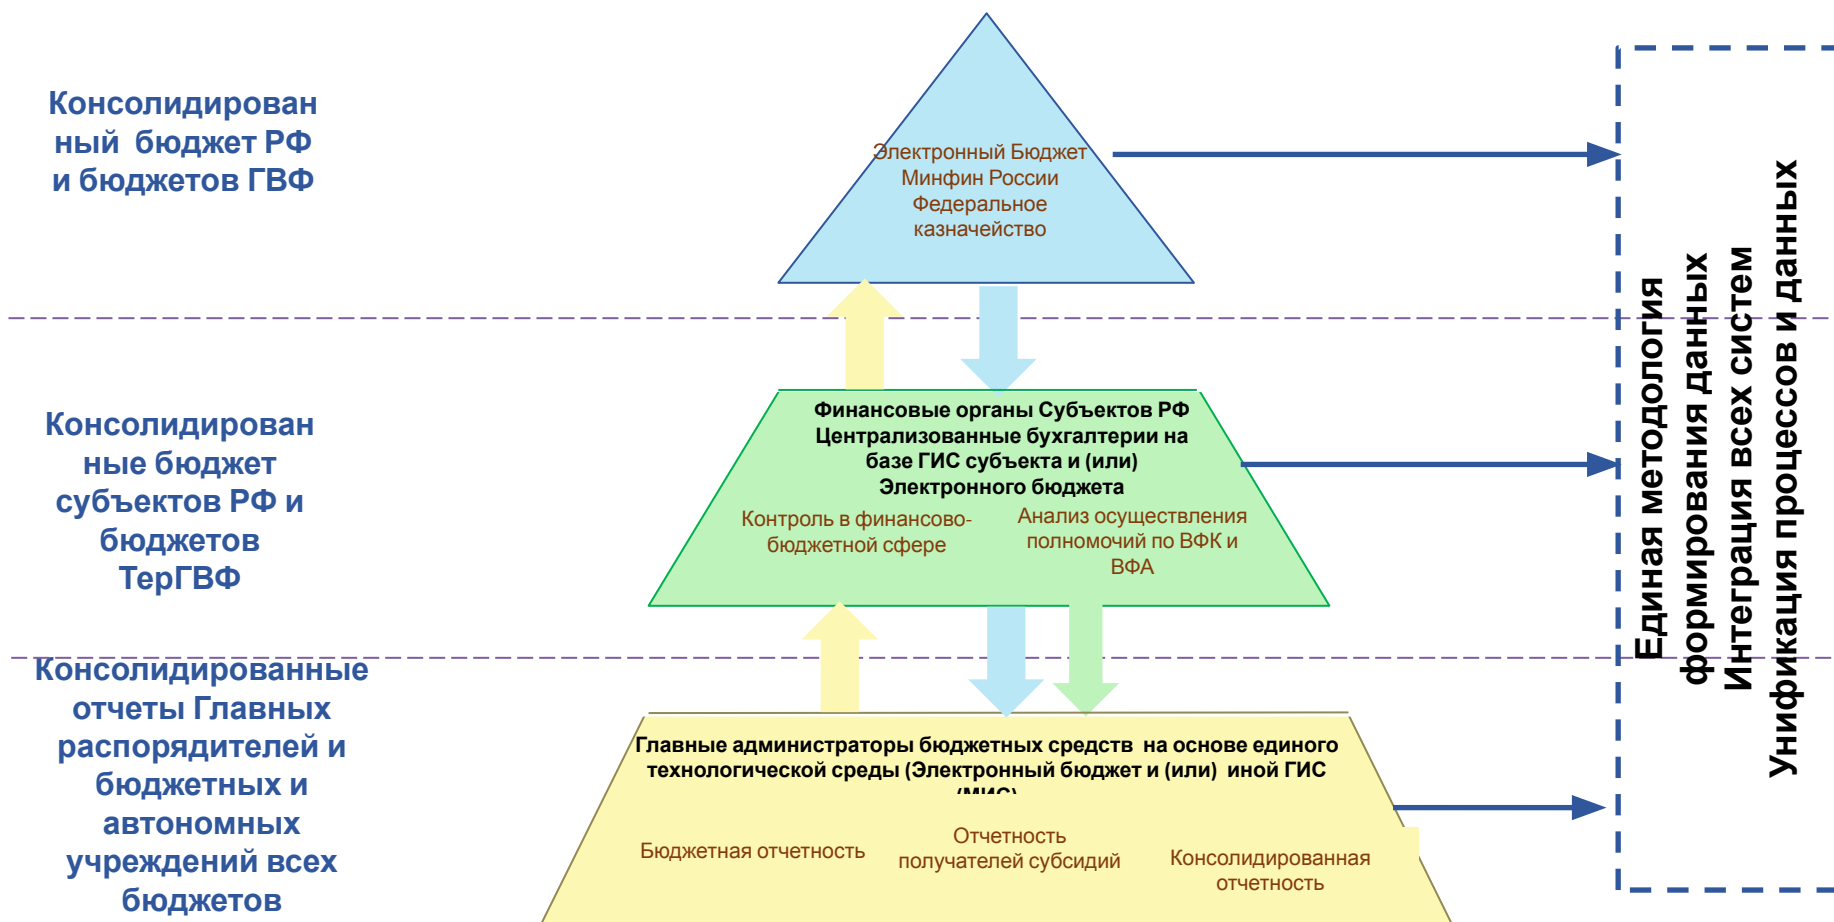 Консолидирован
ный бюджет РФ
и бюджетов ГВФ
Электронный Бюджет
Минфин России
Федеральное
казначейство
Консолидирован
ные бюджет
субъектов РФ и
бюджетов
ТерГВФ
Финансовые органы Субъектов РФ
Централизованные бухгалтерии на
базе ГИС субъекта и (или)
Электронного бюджета
Контроль в финансово-
бюджетной сфере
Анализ осуществления
полномочий по ВФК и
ВФА
Консолидированные
отчеты Главных
распорядителей и
бюджетных и
автономных
учреждений всех
бюджетов
Главные администраторы бюджетных средств на основе единого
технологической среды (Электронный бюджет и (или) иной ГИС
(МИС)
Бюджетная отчетность
Отчетность
получателей субсидий
Консолидированная
отчетность
Единая методология
формирования данных
Интеграция всех систем
Унификация процессов и данных